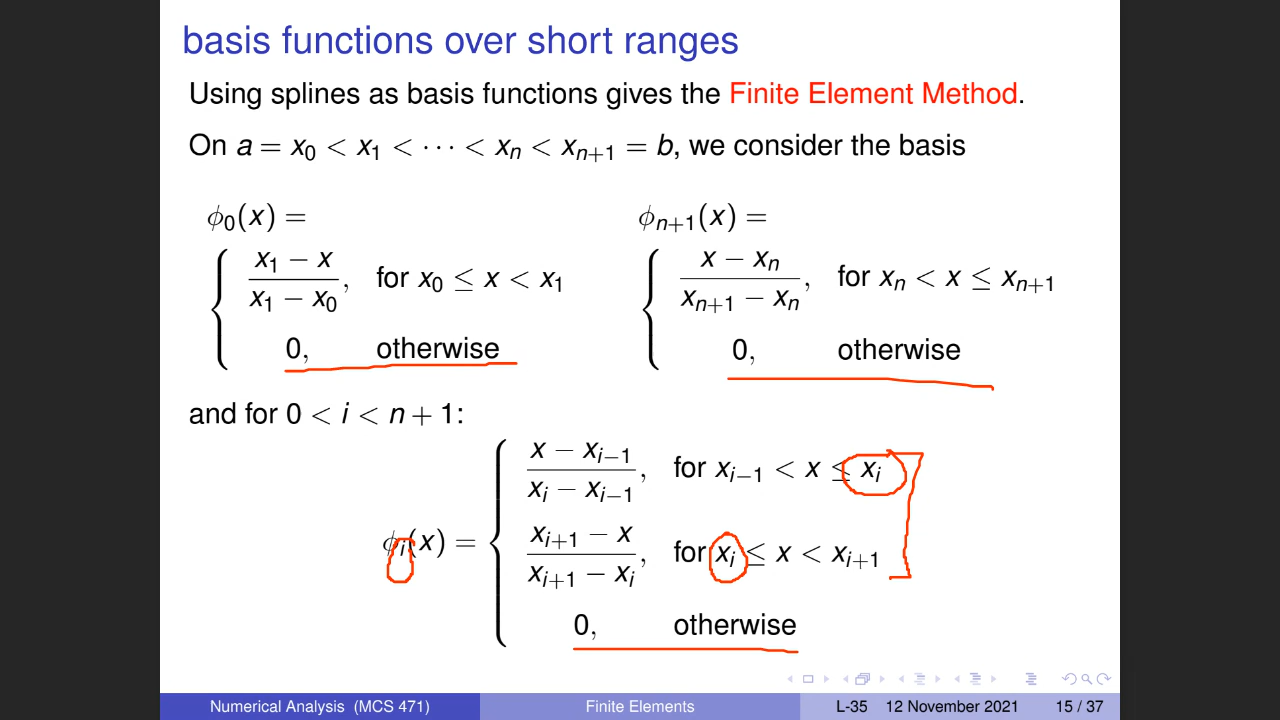 basis functions over short ranges
Using splines as basis functions gives the Finite Element Method.
On a = x₀ < x₁ < ··· < xₙ < xₙ₊₁ = b, we consider the basis
ϕ₀(x) =
{ (x₁ − x)/(x₁ − x₀), for x₀ ≤ x < x₁
0, otherwise
ϕₙ₊₁(x) =
{ (x − xₙ)/(xₙ₊₁ − xₙ), for xₙ < x ≤ xₙ₊₁
0, otherwise
and for 0 < i < n + 1:
(x − xᵢ₋₁)/(xᵢ − xᵢ₋₁), for xᵢ₋₁ < x ≤ xᵢ
ϕᵢ(x) = { (xᵢ₊₁ − x)/(xᵢ₊₁ − xᵢ), for xᵢ ≤ x < xᵢ₊₁
0, otherwise
Numerical Analysis (MCS 471) Finite Elements L-35 12 November 2021 15 / 37